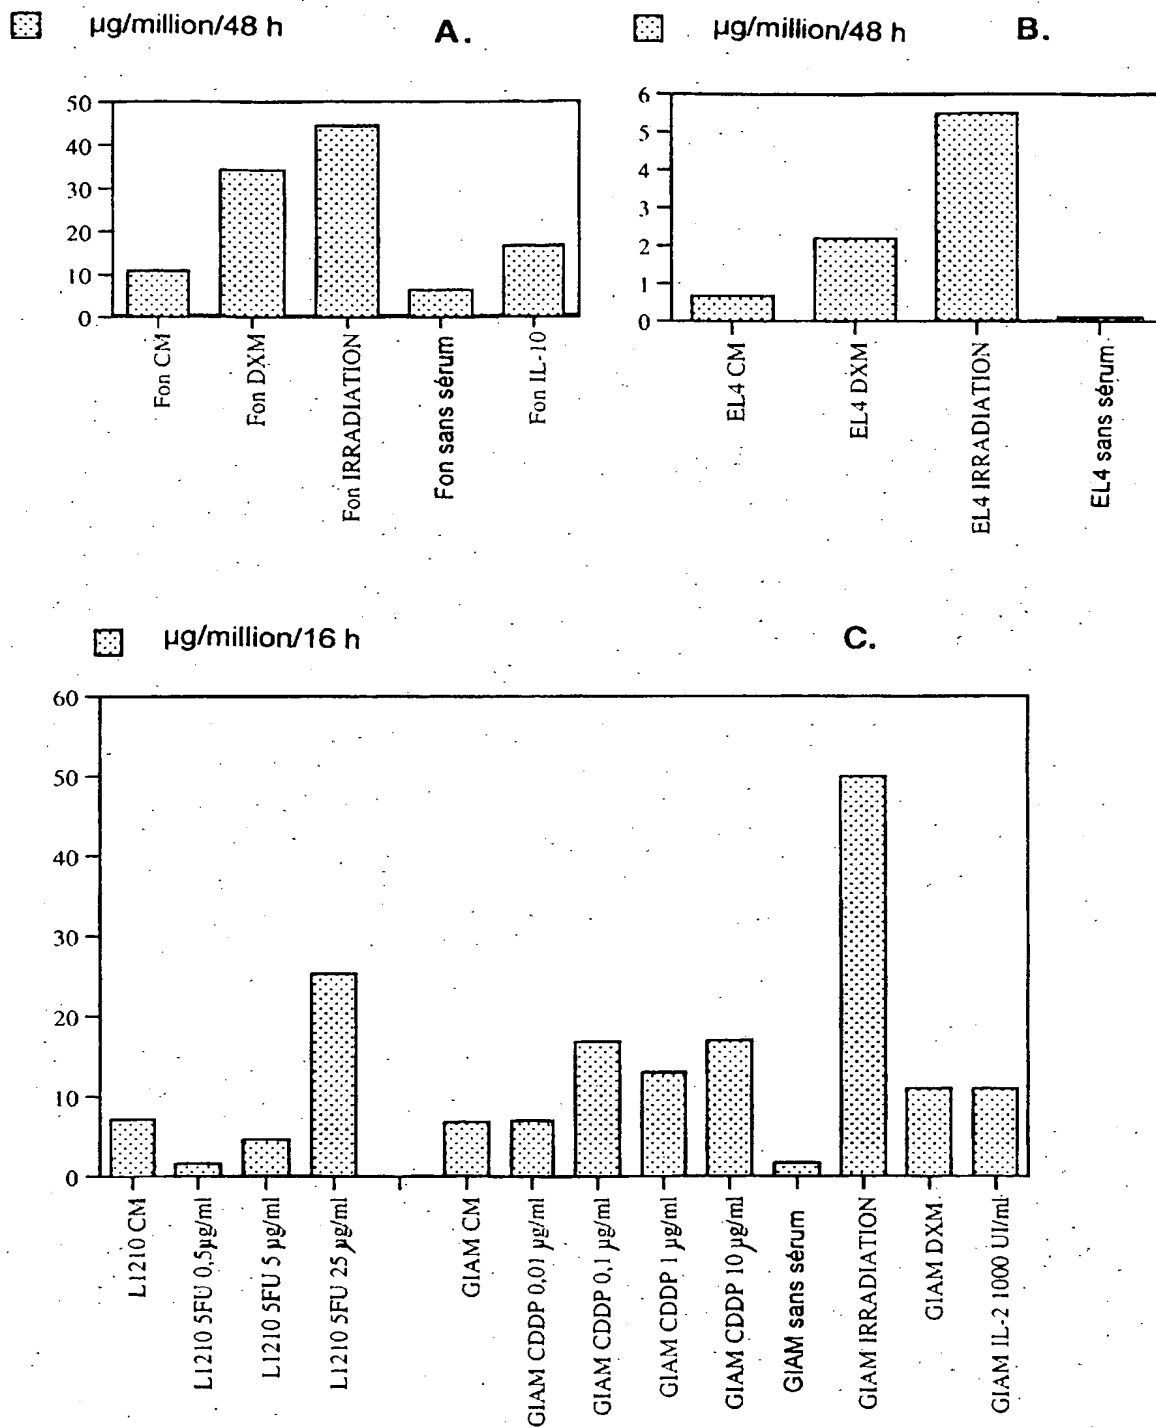 µg/million/48 h
A.
50
40
30
20
10
0
Fon CM
Fon DXM
Fon IRRADIATION
Fon sans sérum
Fon IL-10
µg/million/48 h
B.
6
5
4
3
2
1
0
EL4 CM
EL4 DXM
EL4 IRRADIATION
EL4 sans sérum
µg/million/16 h
C.
60
50
40
30
20
10
0
L1210 CM
L1210 5FU 0,5µg/ml
L1210 5FU 5 µg/ml
L1210 5FU 25 µg/ml
GIAM CM
GIAM CDDP 0,01 µg/ml
GIAM CDDP 0,1 µg/ml
GIAM CDDP 1 µg/ml
GIAM CDDP 10 µg/ml
GIAM sans sérum
GIAM IRRADIATION
GIAM DXM
GIAM IL-2 1000 UI/ml